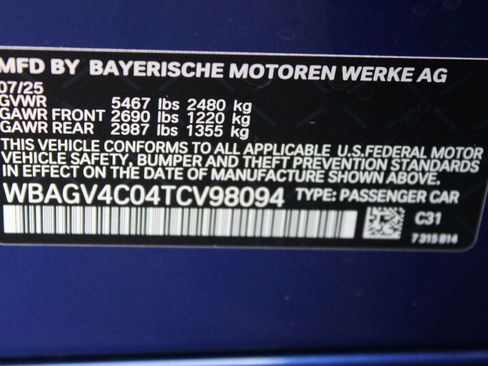 MFD BY BAYERISCHE MOTOREN WERKE AG
07/25
GVWR 5467 lbs 2480 kg
GAWR FRONT 2690 lbs 1220 kg
GAWR REAR 2987 lbs 1355 kg
THIS VEHICLE CONFORMS TO ALL APPLICABLE U.S.FEDERAL MOTOR
VEHICLE SAFETY, BUMPER AND THEFT PREVENTION STANDARDS
IN EFFECT ON THE DATE OF MANUFACTURE SHOWN ABOVE.
WBAGV4C04TCV98094 TYPE: PASSENGER CAR
C31
7315814